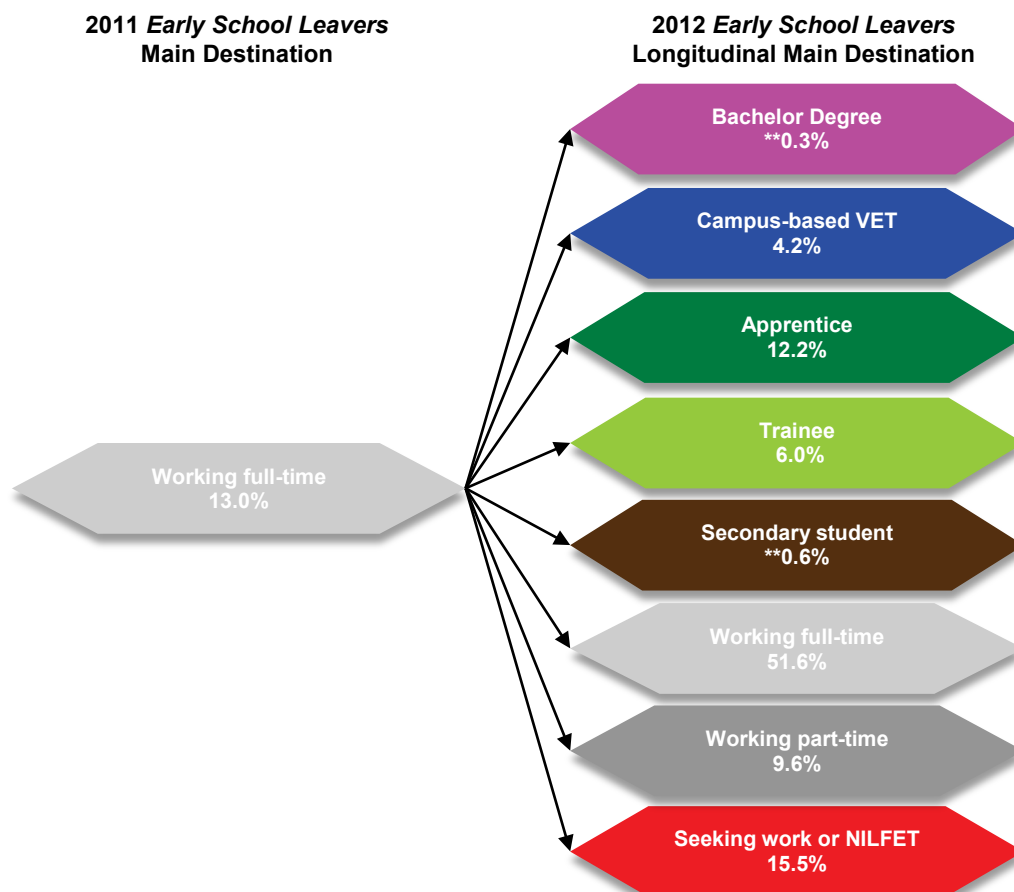 2011 Early School Leavers
Main Destination
2012 Early School Leavers
Longitudinal Main Destination
Bachelor Degree
**0.3%
Campus-based VET
4.2%
Apprentice
12.2%
Trainee
6.0%
Working full-time
13.0%
Secondary student
**0.6%
Working full-time
51.6%
Working part-time
9.6%
Seeking work or NILFET
15.5%